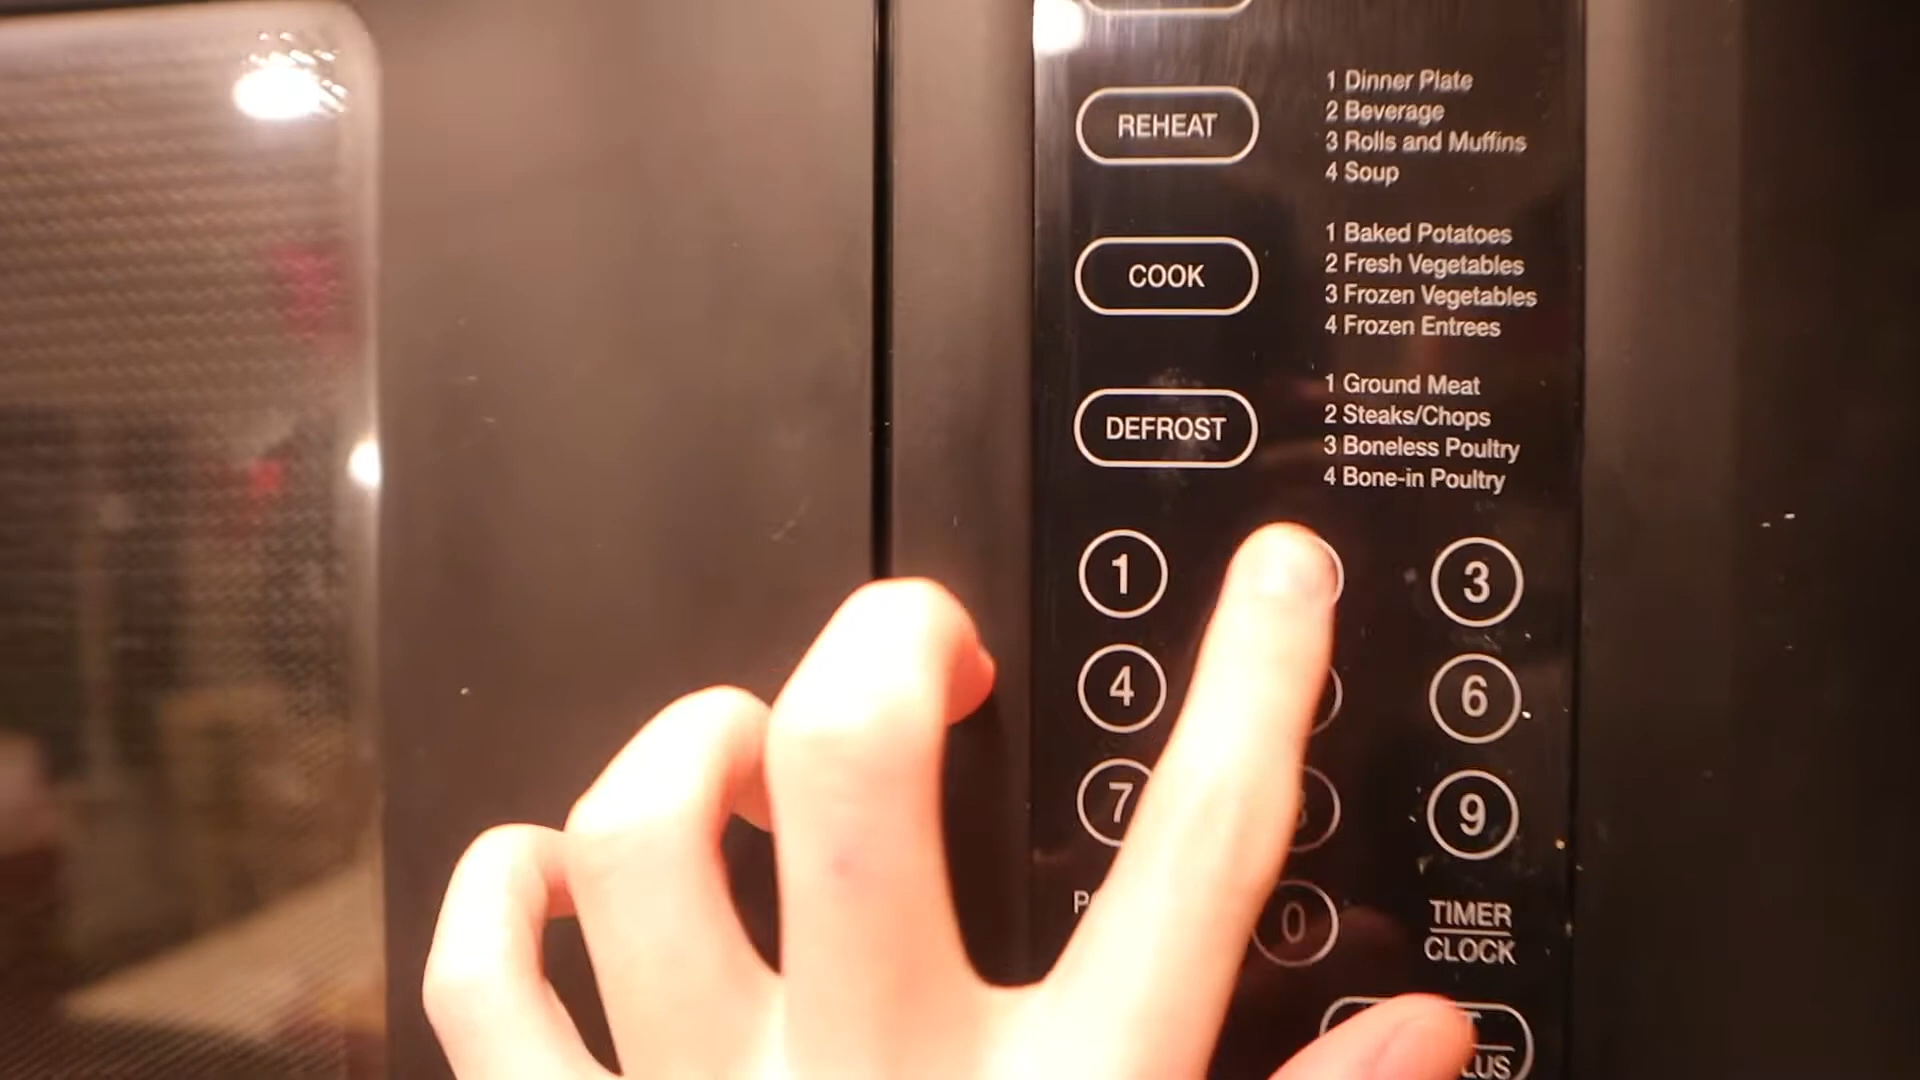 REHEAT
1 Dinner Plate
2 Beverage
3 Rolls and Muffins
4 Soup
COOK
1 Baked Potatoes
2 Fresh Vegetables
3 Frozen Vegetables
4 Frozen Entrees
DEFROST
1 Ground Meat
2 Steaks/Chops
3 Boneless Poultry
4 Bone-in Poultry
1 3
4 6
7 9
0
TIMER
CLOCK